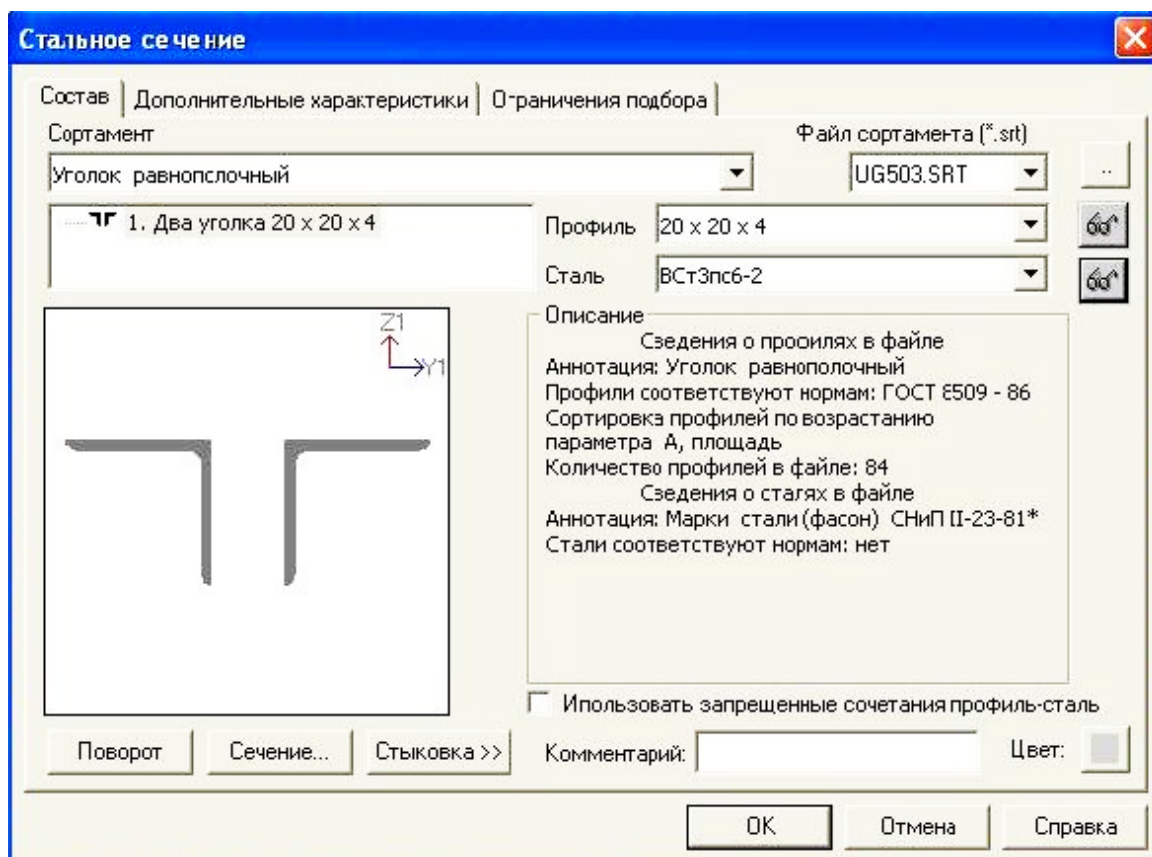 Стальное сечение
Состав Дополнительные характеристики Ограничения подбора
Сортамент Файл сортамента (*.srt)
Уголок равнопслочный UG503.SRT ..
1. Два уголка 20 x 20 x 4
Профиль 20 x 20 x 4
Сталь ВСт3пс6-2
Z1
Y1
Описание
Сведения о просилях в файле
Аннотация: Уголок равнополочный
Профили соответствуют нормам: ГОСТ 8509 - 86
Сортировка профилей по возрастанию
параметра А, площадь
Количество профилей в файле: 84
Сведения о сталях в файле
Аннотация: Марки стали (фасон) СНиП II-23-81*
Стали соответствуют нормам: нет
Ипользовать запрещенные сочетания профиль-сталь
Поворот Сечение... Стыковка >> Комментарий: Цвет:
ОК Отмена Справка